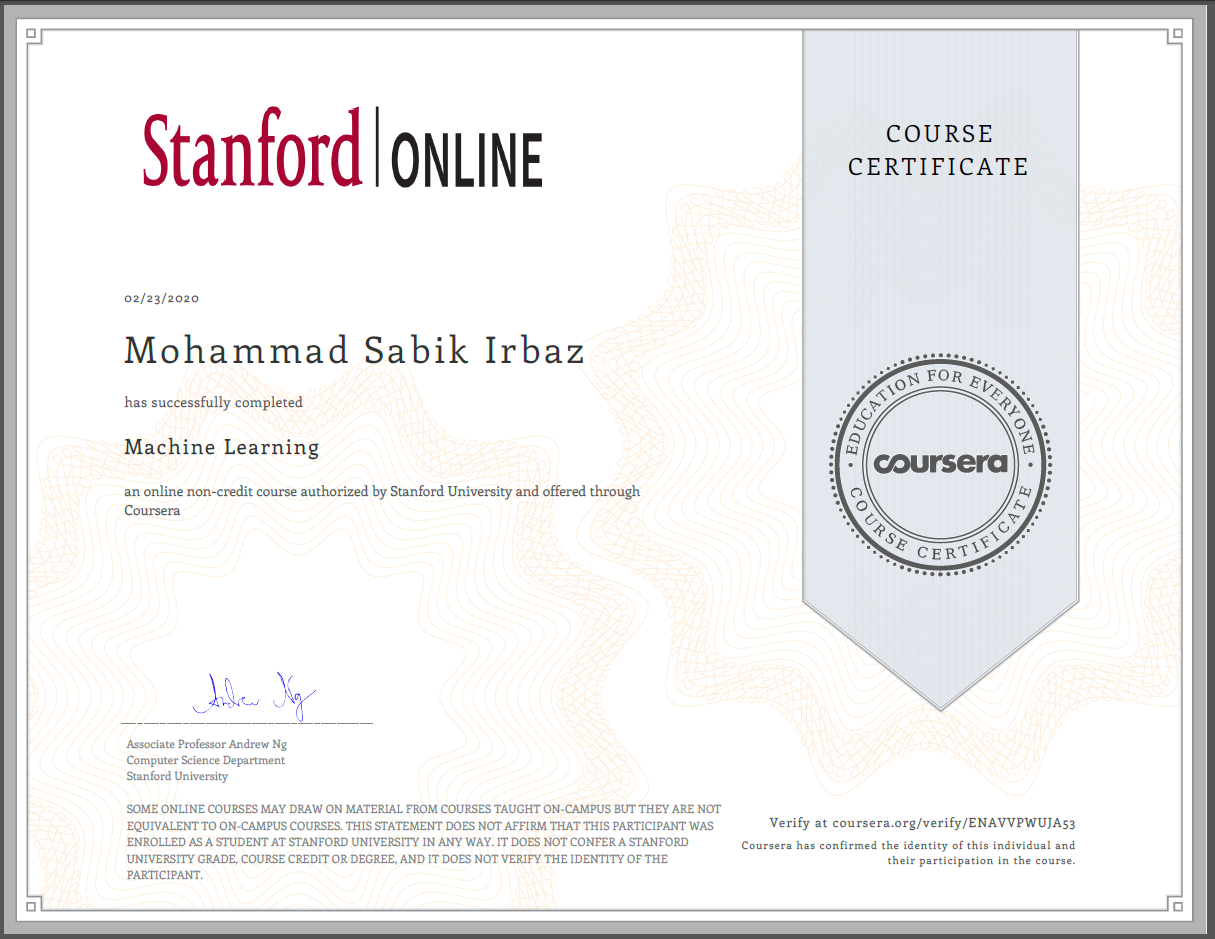 Stanford | ONLINE
COURSE
CERTIFICATE
02/23/2020
Mohammad Sabik Irbaz
has successfully completed
Machine Learning
an online non-credit course authorized by Stanford University and offered through
Coursera
EDUCATION FOR EVERYONE
coursera
COURSE CERTIFICATE
Andrew Ng
Associate Professor Andrew Ng
Computer Science Department
Stanford University
SOME ONLINE COURSES MAY DRAW ON MATERIAL FROM COURSES TAUGHT ON-CAMPUS BUT THEY ARE NOT
EQUIVALENT TO ON-CAMPUS COURSES. THIS STATEMENT DOES NOT AFFIRM THAT THIS PARTICIPANT WAS
ENROLLED AS A STUDENT AT STANFORD UNIVERSITY IN ANY WAY. IT DOES NOT CONFER A STANFORD
UNIVERSITY GRADE, COURSE CREDIT OR DEGREE, AND IT DOES NOT VERIFY THE IDENTITY OF THE
PARTICIPANT.
Verify at coursera.org/verify/ENAVVPWUJA53
Coursera has confirmed the identity of this individual and
their participation in the course.